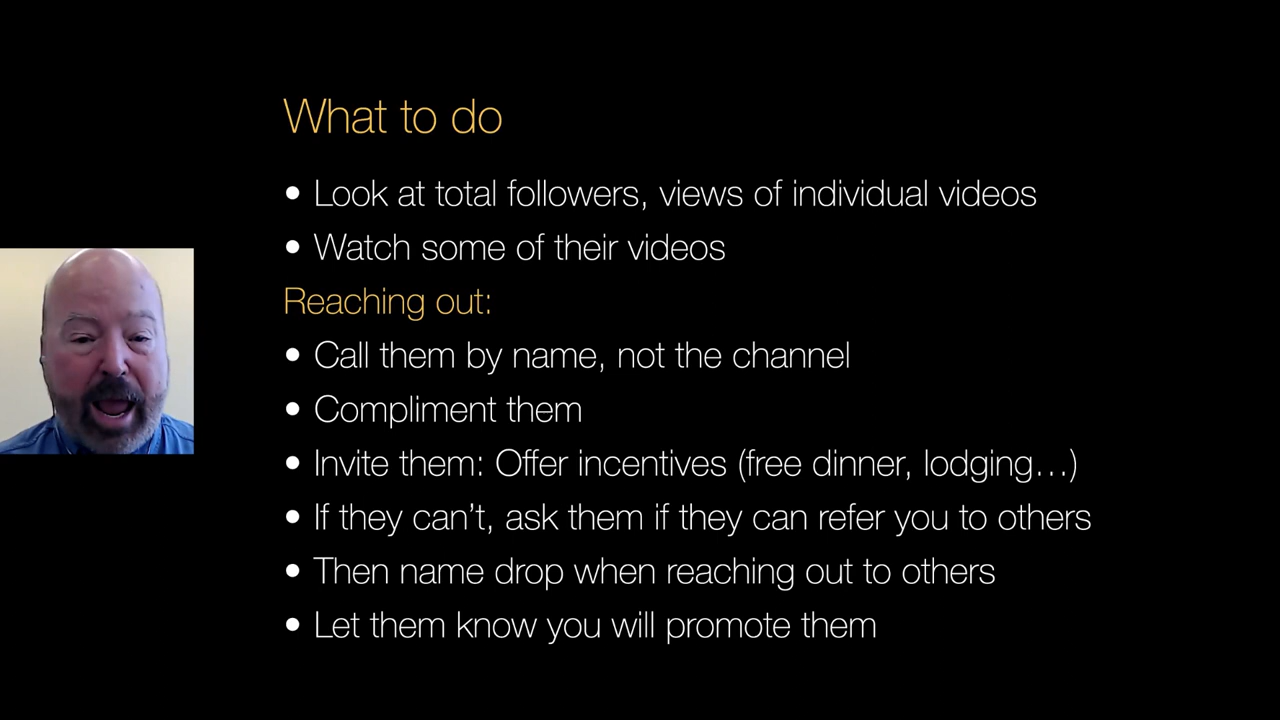 What to do
• Look at total followers, views of individual videos
• Watch some of their videos
Reaching out:
• Call them by name, not the channel
• Compliment them
• Invite them: Offer incentives (free dinner, lodging…)
• If they can’t, ask them if they can refer you to others
• Then name drop when reaching out to others
• Let them know you will promote them